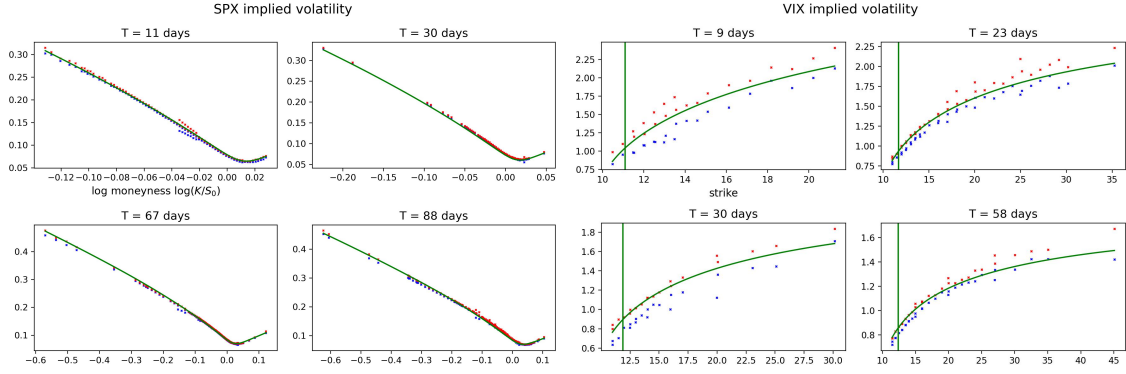 SPX implied volatility
T = 11 days
0.30
0.25
0.20
0.15
0.10
0.05
−0.12 −0.10 −0.08 −0.06 −0.04 −0.02 0.00 0.02
log moneyness log(K/S0)
T = 30 days
0.30
0.25
0.20
0.15
0.10
0.05
−0.20 −0.15 −0.10 −0.05 0.00 0.05
T = 67 days
0.4
0.3
0.2
0.1
−0.6 −0.5 −0.4 −0.3 −0.2 −0.1 0.0 0.1
T = 88 days
0.4
0.3
0.2
0.1
−0.6 −0.5 −0.4 −0.3 −0.2 −0.1 0.0 0.1
VIX implied volatility
T = 9 days
2.25
2.00
1.75
1.50
1.25
1.00
0.75
10 12 14 16 18 20
strike
T = 23 days
2.25
2.00
1.75
1.50
1.25
1.00
0.75
10 15 20 25 30 35
T = 30 days
1.8
1.6
1.4
1.2
1.0
0.8
0.6
12.5 15.0 17.5 20.0 22.5 25.0 27.5 30.0
T = 58 days
1.6
1.4
1.2
1.0
0.8
10 15 20 25 30 35 40 45